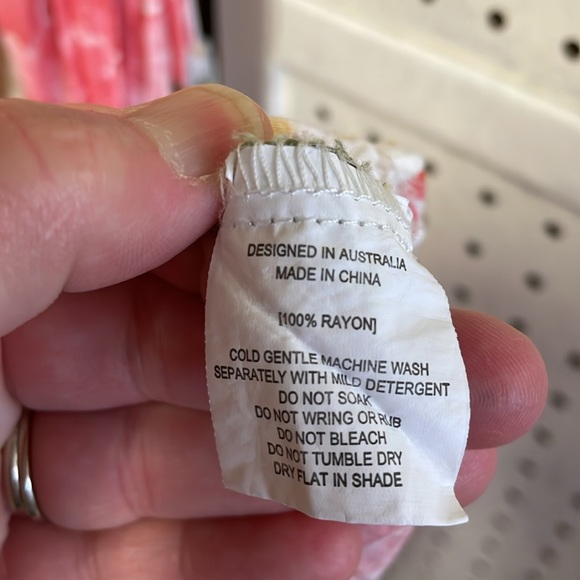 DESIGNED IN AUSTRALIA
MADE IN CHINA
[100% RAYON]
COLD GENTLE MACHINE WASH
SEPARATELY WITH MILD DETERGENT
DO NOT SOAK
DO NOT WRING OR RUB
DO NOT BLEACH
DO NOT TUMBLE DRY
DRY FLAT IN SHADE